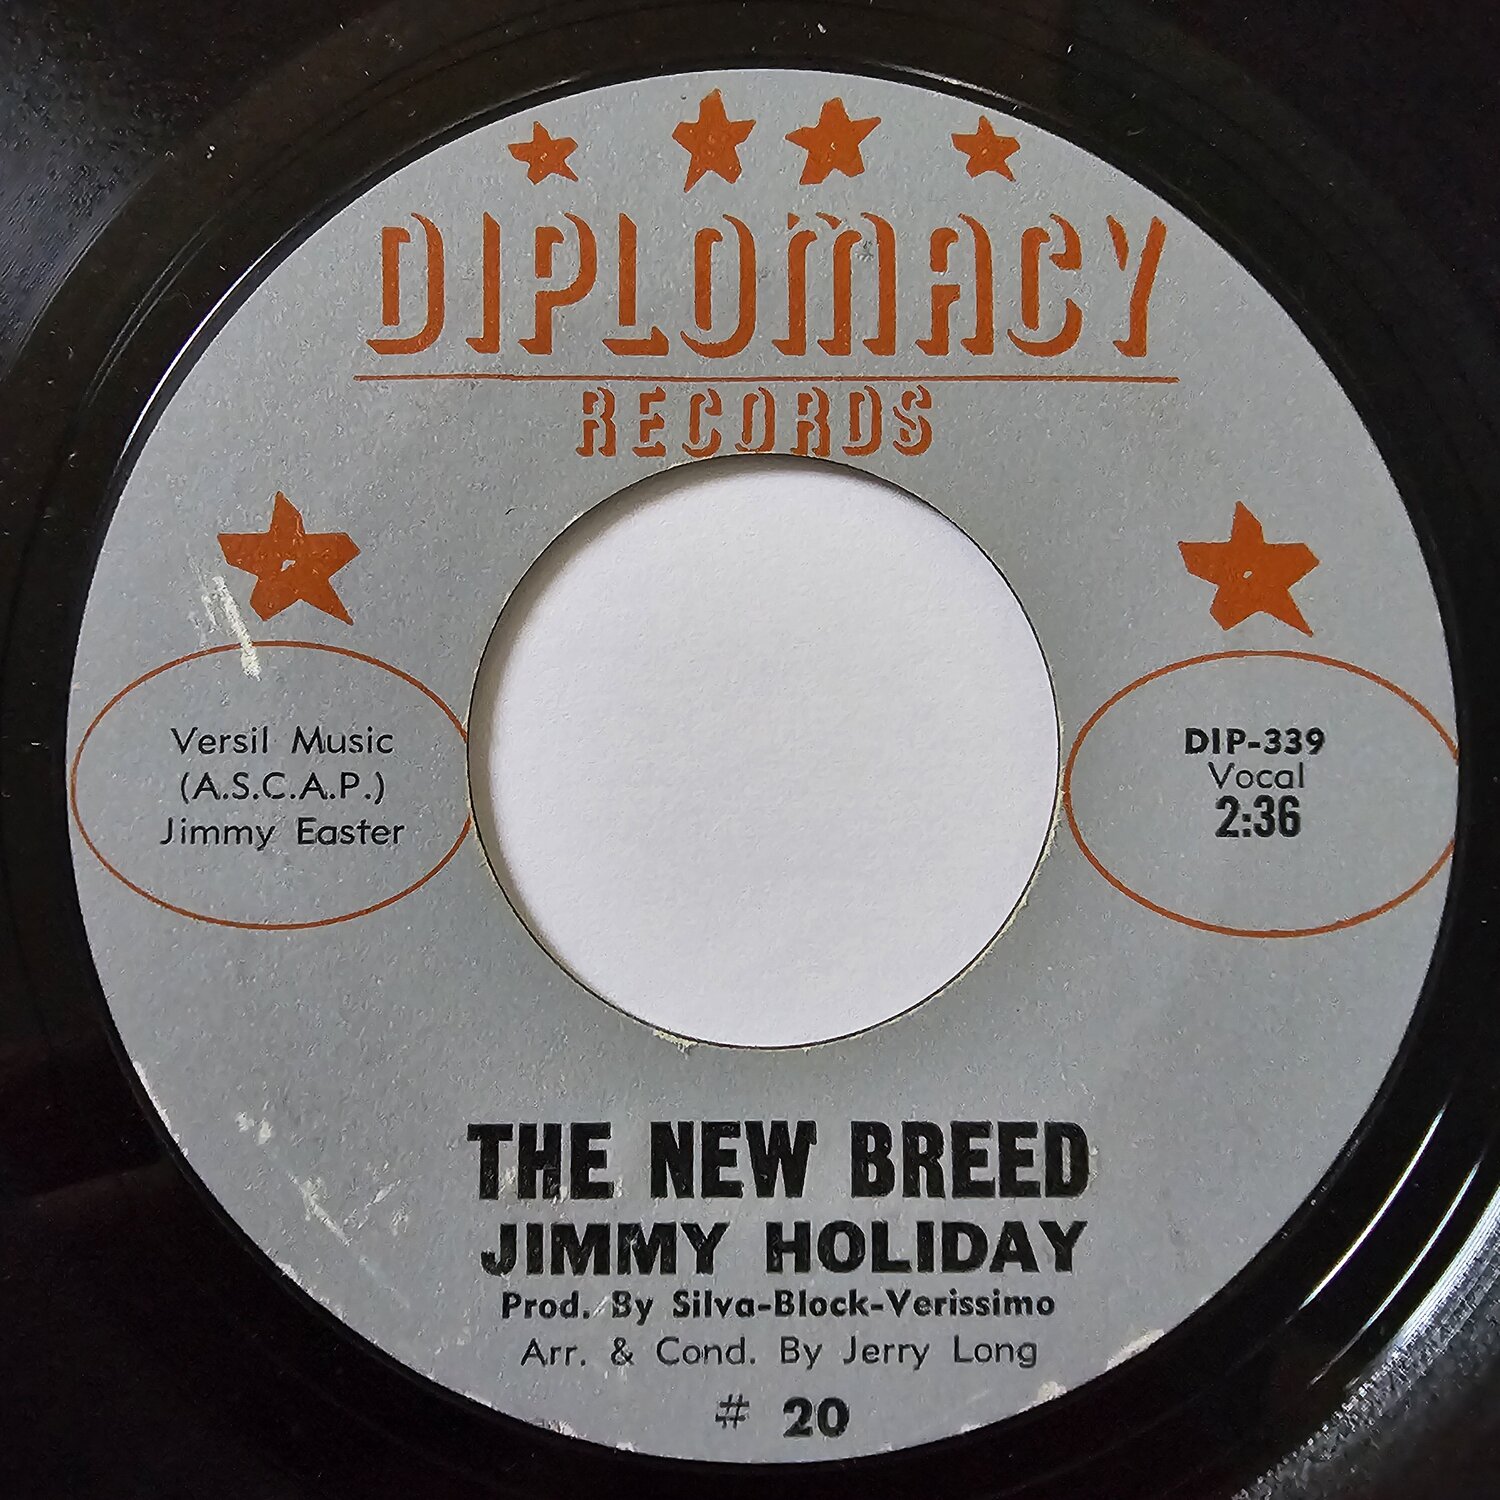 DIPLOMACY
RECORDS
Versil Music
(A.S.C.A.P.)
Jimmy Easter
DIP-339
Vocal
2:36
THE NEW BREED
JIMMY HOLIDAY
Prod. By Silva-Block-Verissimo
Arr. & Cond. By Jerry Long
# 20